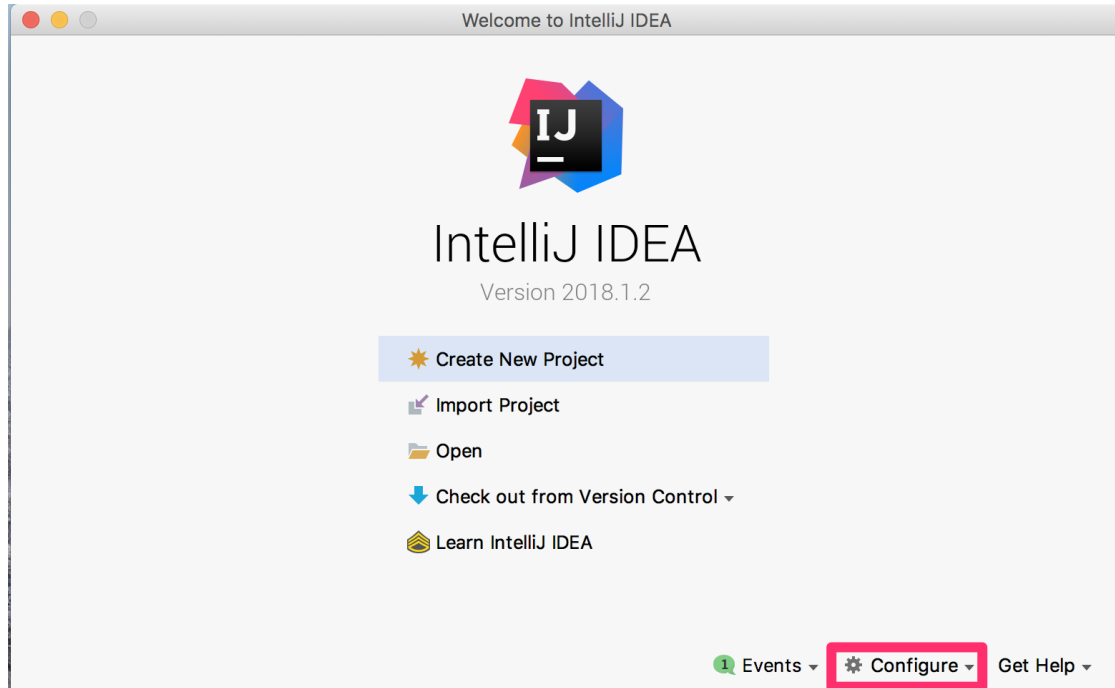 Welcome to IntelliJ IDEA
IJ
IntelliJ IDEA
Version 2018.1.2
Create New Project
Import Project
Open
Check out from Version Control
Learn IntelliJ IDEA
1 Events Configure Get Help